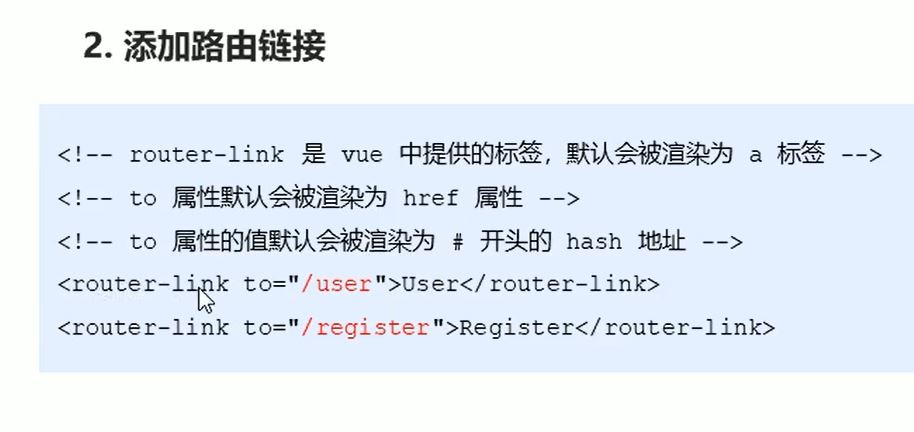 2. 添加路由链接
<!-- router-link 是 vue 中提供的标签，默认会被渲染为 a 标签 -->
<!-- to 属性默认会被渲染为 href 属性 -->
<!-- to 属性的值默认会被渲染为 # 开头的 hash 地址 -->
<router-link to="/user">User</router-link>
<router-link to="/register">Register</router-link>